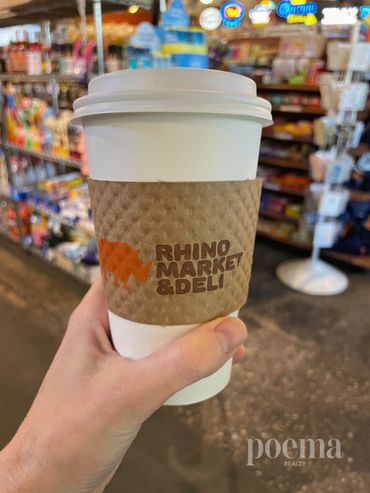 RHINO
MARKET
&DELI
poema
REALTY